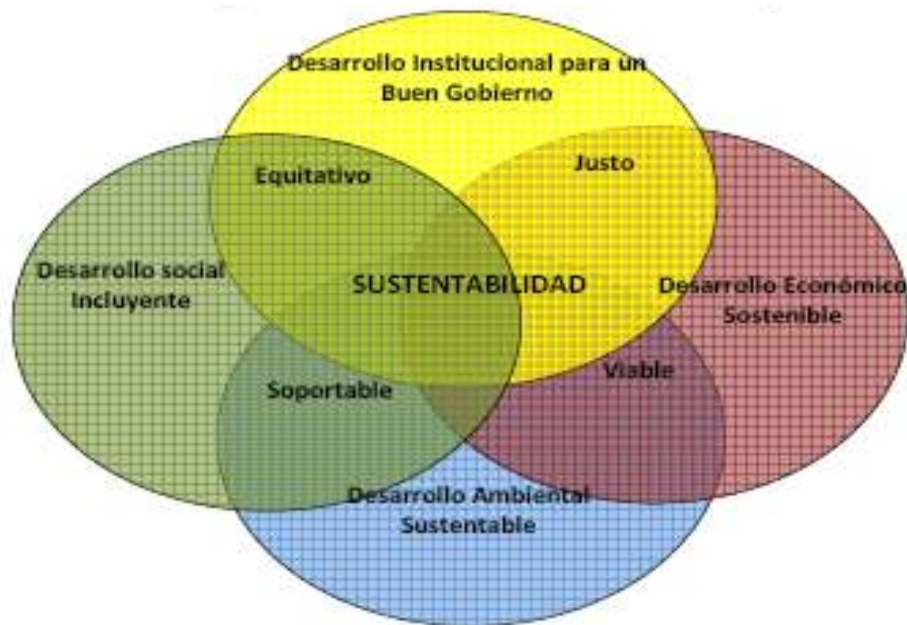 Desarrollo Institucional para un
Buen Gobierno
Equitativo
Justo
Desarrollo social
Incluyente
SUSTENTABILIDAD
Desarrollo Económico
Sostenible
Soportable
Viable
Desarrollo Ambiental
Sustentable